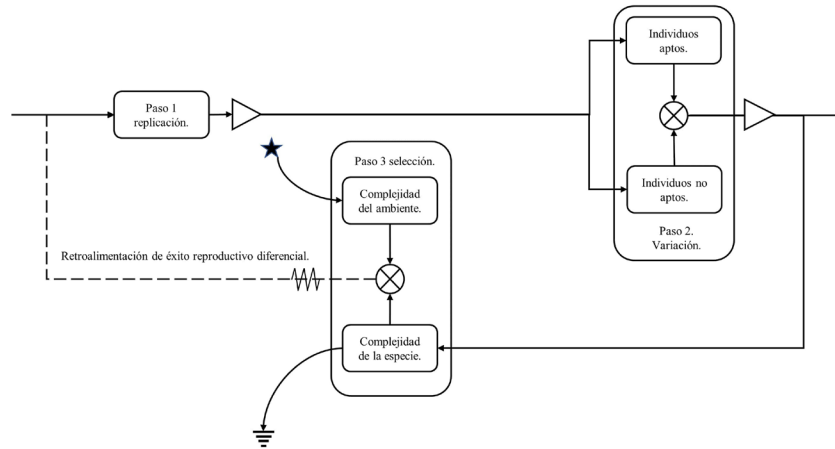 Individuos
aptos.
Paso 1
replicación.
Individuos no
aptos.
Paso 2.
Variación.
Paso 3 selección.
Complejidad
del ambiente.
Retroalimentación de éxito reproductivo diferencial.
Complejidad
de la especie.